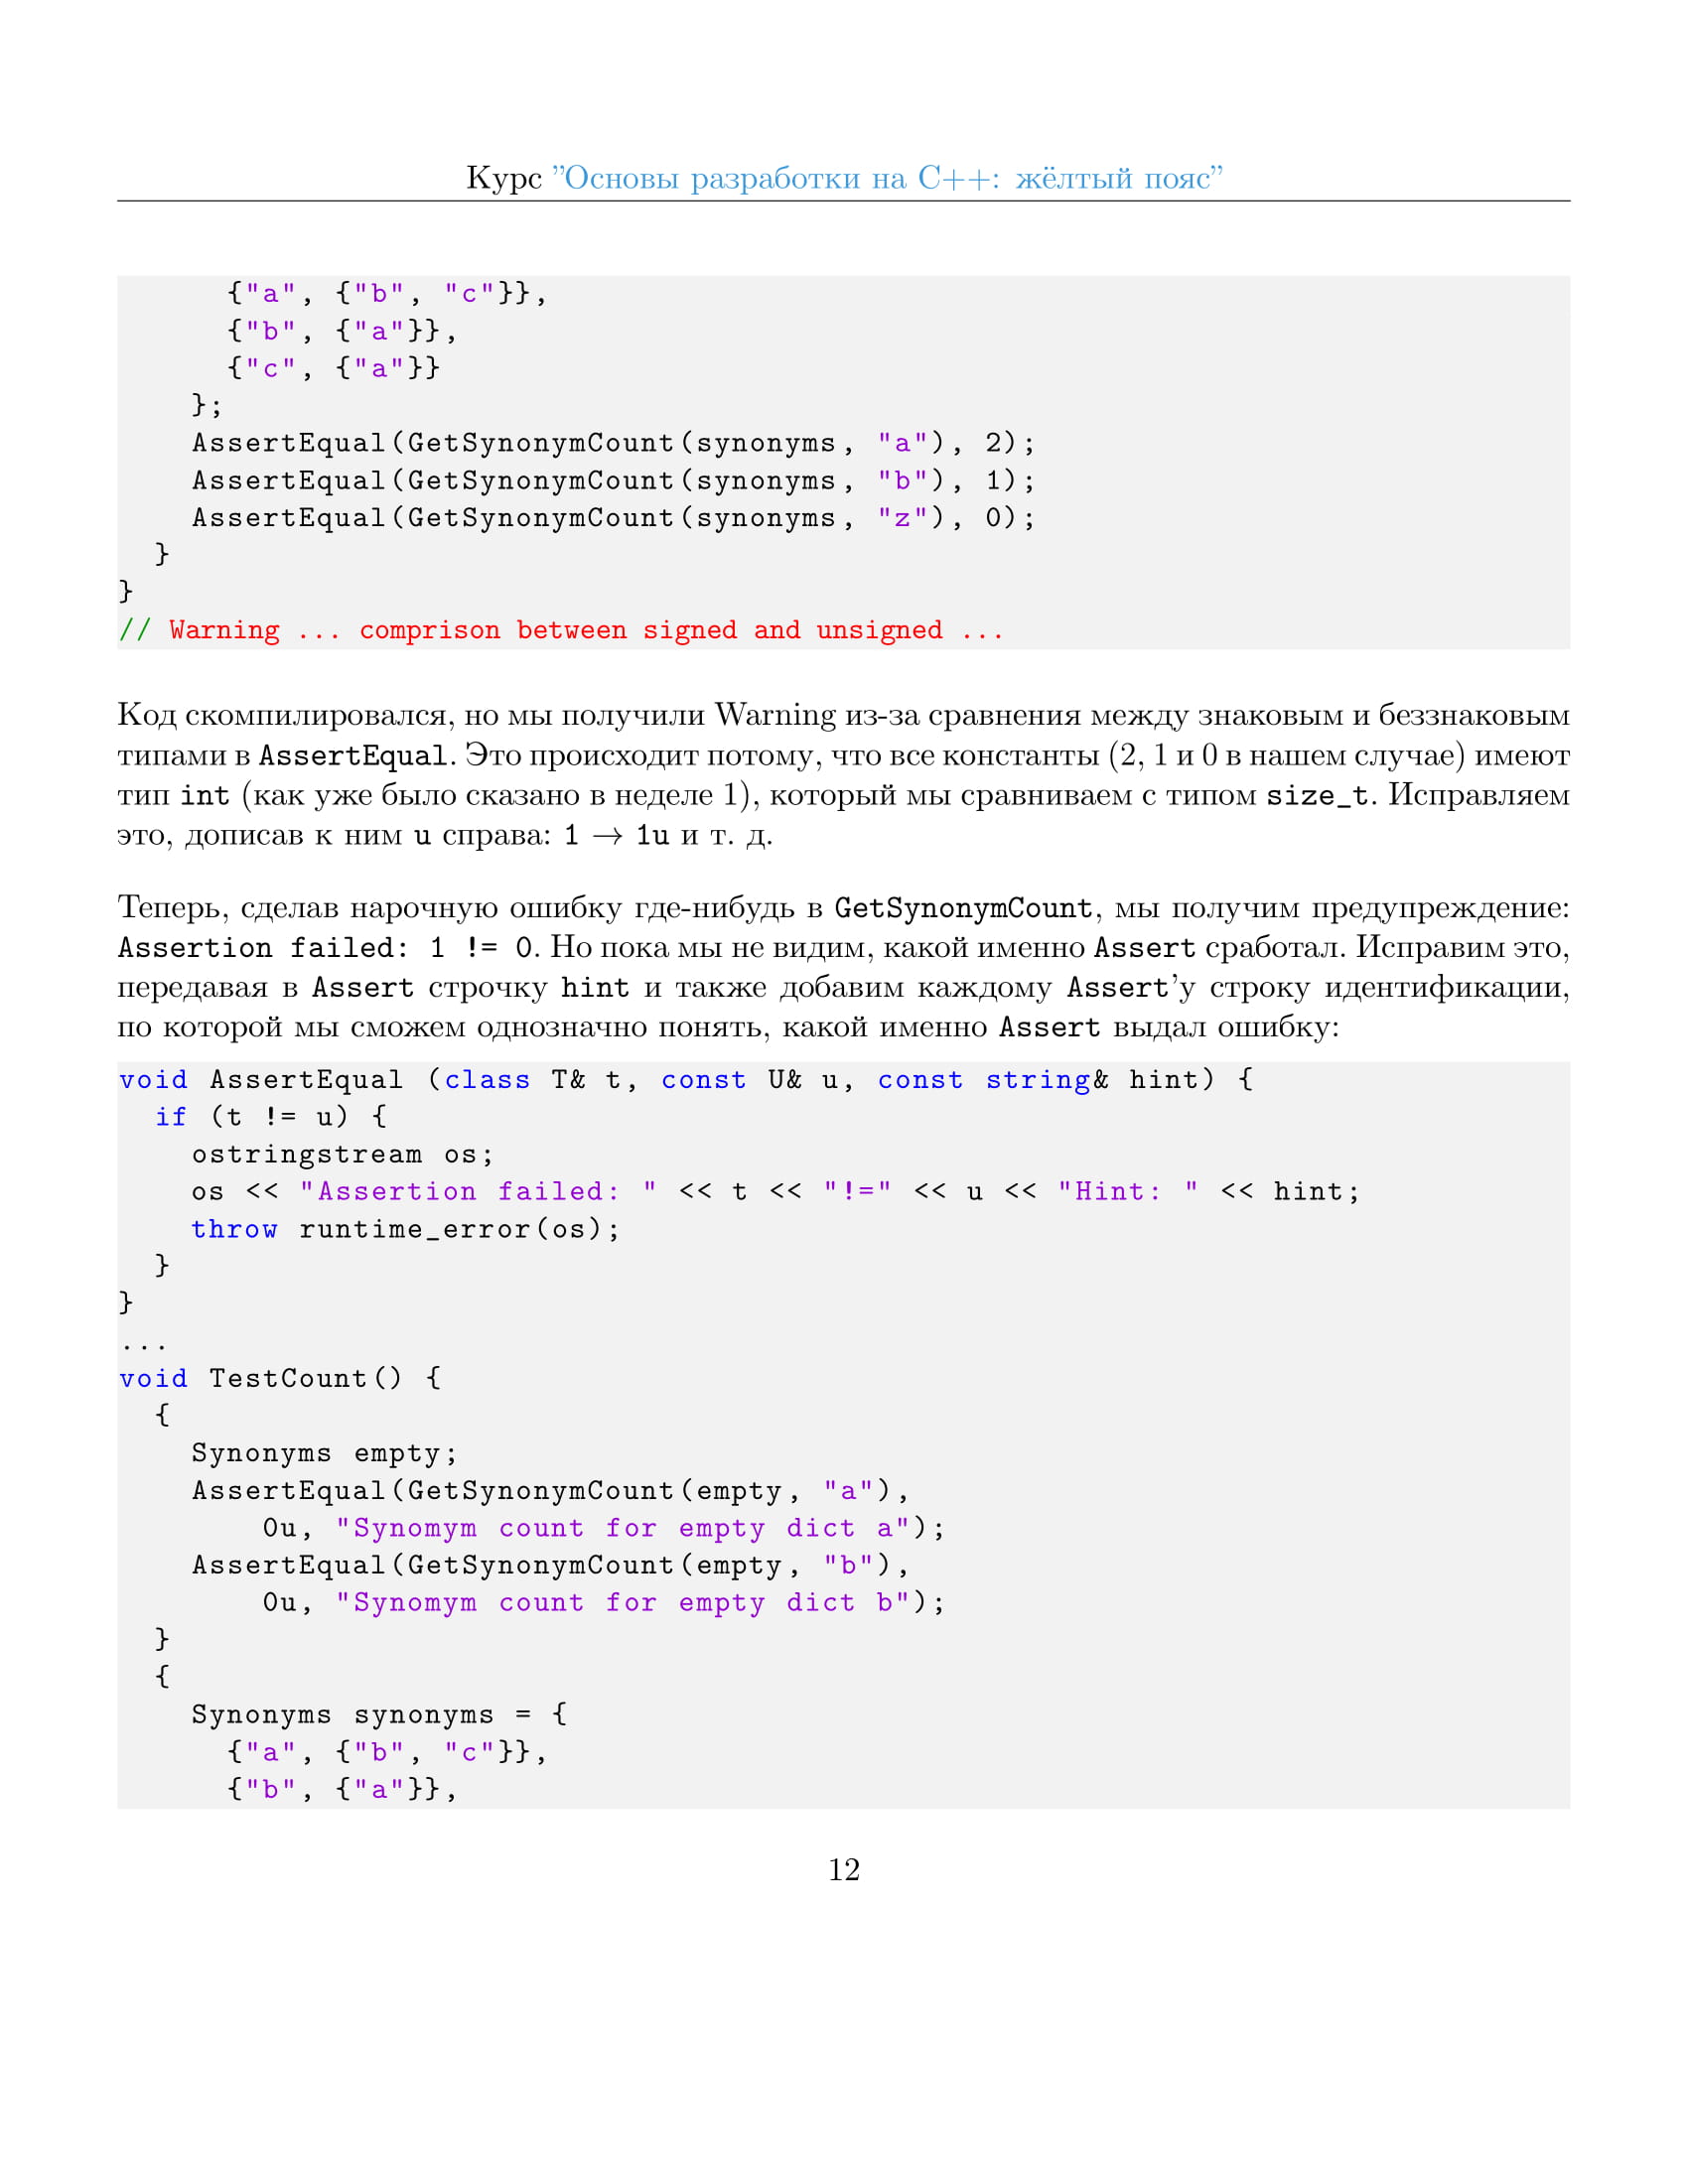 Курс ”Основы разработки на C++: жёлтый пояс”
      {"a", {"b", "c"}},
      {"b", {"a"}},
      {"c", {"a"}}
    };
    AssertEqual(GetSynonymCount(synonyms, "a"), 2);
    AssertEqual(GetSynonymCount(synonyms, "b"), 1);
    AssertEqual(GetSynonymCount(synonyms, "z"), 0);
  }
}
// Warning ... comprison between signed and unsigned ...
Код скомпилировался, но мы получили Warning из-за сравнения между знаковым и беззнаковым
типами в AssertEqual. Это происходит потому, что все константы (2, 1 и 0 в нашем случае) имеют
тип int (как уже было сказано в неделе 1), который мы сравниваем с типом size_t. Исправляем
это, дописав к ним u справа: 1 → 1u и т. д.
Теперь, сделав нарочную ошибку где-нибудь в GetSynonymCount, мы получим предупреждение:
Assertion failed: 1 != 0. Но пока мы не видим, какой именно Assert сработал. Исправим это,
передавая в Assert строчку hint и также добавим каждому Assert’у строку идентификации,
по которой мы сможем однозначно понять, какой именно Assert выдал ошибку:
void AssertEqual (class T& t, const U& u, const string& hint) {
  if (t != u) {
    ostringstream os;
    os << "Assertion failed: " << t << "!=" << u << "Hint: " << hint;
    throw runtime_error(os);
  }
}
...
void TestCount() {
  {
    Synonyms empty;
    AssertEqual(GetSynonymCount(empty, "a"),
        0u, "Synomym count for empty dict a");
    AssertEqual(GetSynonymCount(empty, "b"),
        0u, "Synomym count for empty dict b");
  }
  {
    Synonyms synonyms = {
      {"a", {"b", "c"}},
      {"b", {"a"}},
12